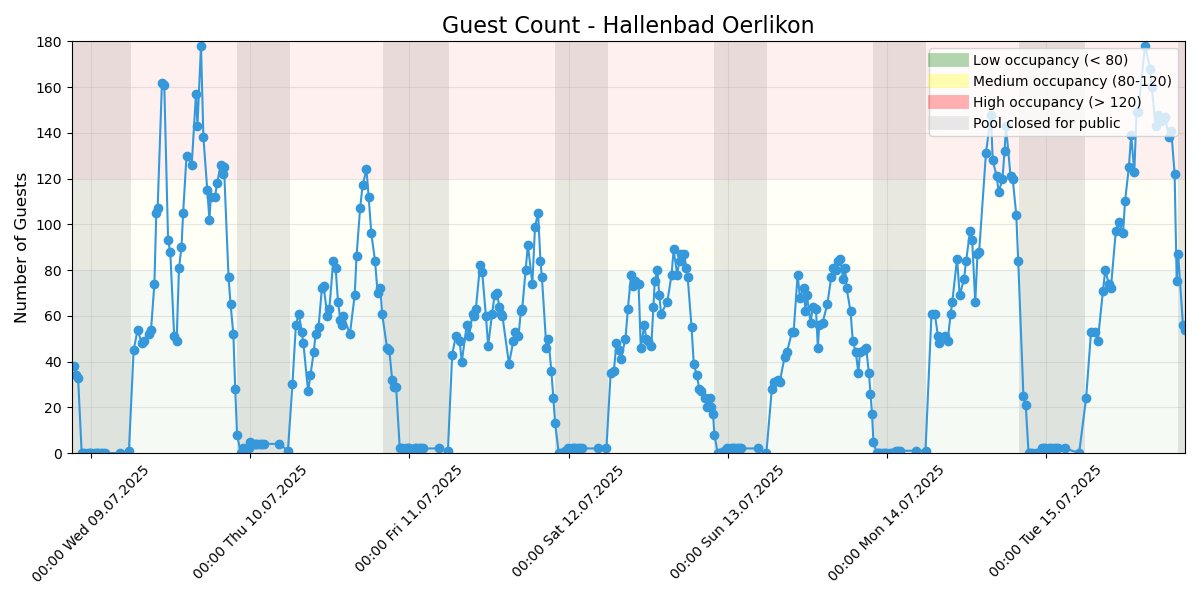 Guest Count - Hallenbad Oerlikon
Number of Guests
180
160
140
120
100
80
60
40
20
0
Low occupancy (< 80)
Medium occupancy (80-120)
High occupancy (> 120)
Pool closed for public
00:00 Wed 09.07.2025
00:00 Thu 10.07.2025
00:00 Fri 11.07.2025
00:00 Sat 12.07.2025
00:00 Sun 13.07.2025
00:00 Mon 14.07.2025
00:00 Tue 15.07.2025